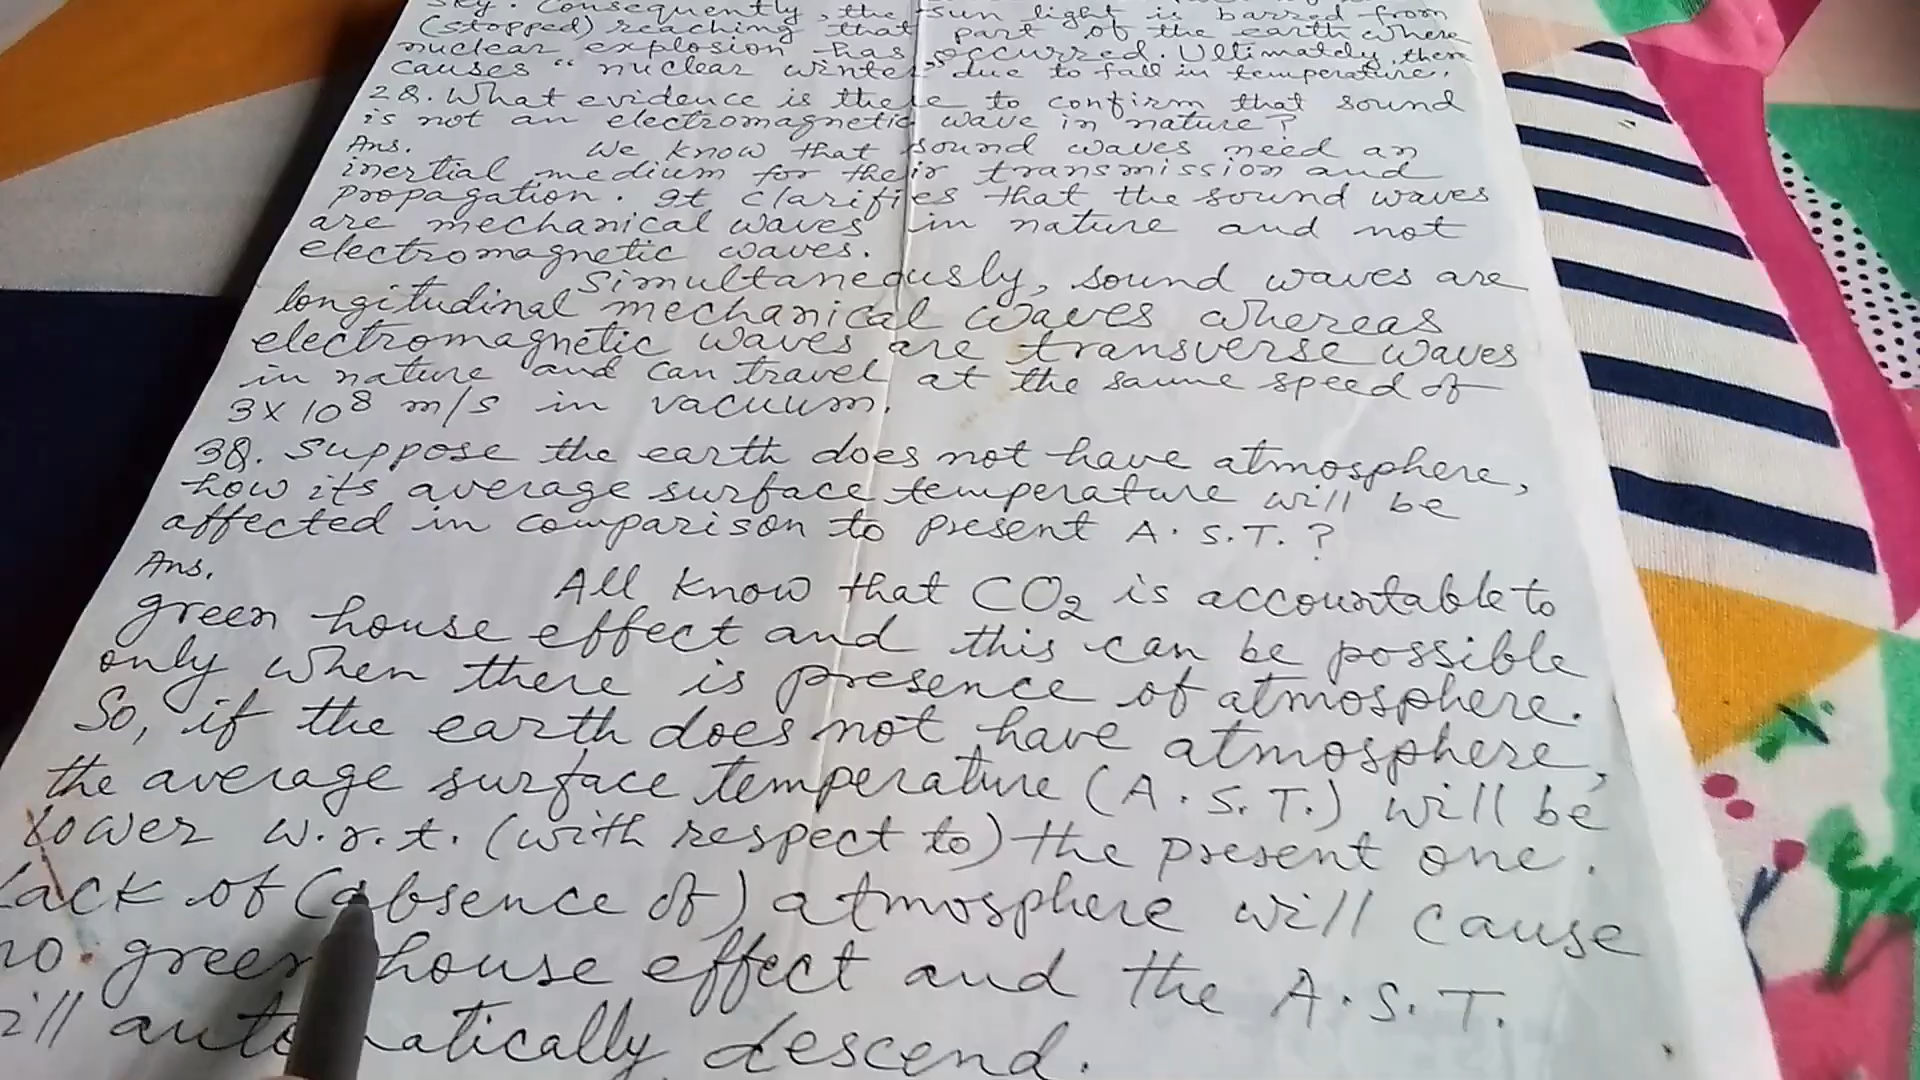 sky. Consequently, the sun light is barred from
(stopped) reaching that part of the earth where
nuclear explosion has occurred. Ultimately, there
causes "nuclear winter" due to fall in temperature.
28. What evidence is there to confirm that sound
is not an electromagnetic wave in nature?
Ans. We know that sound waves need an
inertial medium for their transmission and
propagation. It clarifies that the sound waves
are mechanical waves in nature and not
electromagnetic waves.
Simultaneously, sound waves are
longitudinal mechanical waves whereas
electromagnetic waves are transverse waves
in nature and can travel at the same speed of
3 x 10⁸ m/s in vacuum.
38. Suppose the earth does not have atmosphere,
how its average surface temperature will be
affected in comparison to present A.S.T.?
Ans.
All know that CO₂ is accountable to
green house effect and this can be possible
only when there is presence of atmosphere.
So, if the earth does not have atmosphere,
the average surface temperature (A.S.T.) will be
lower w.r.t. (with respect to) the present one.
Lack of (absence of) atmosphere will cause
no green house effect and the A.S.T.
will automatically descend.